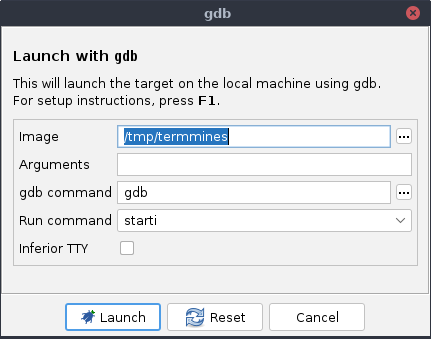 gdb
Launch with gdb
This will launch the target on the local machine using gdb.
For setup instructions, press F1.
Image /tmp/termmines ...
Arguments
gdb command gdb ...
Run command starti
Inferior TTY
Launch Reset Cancel